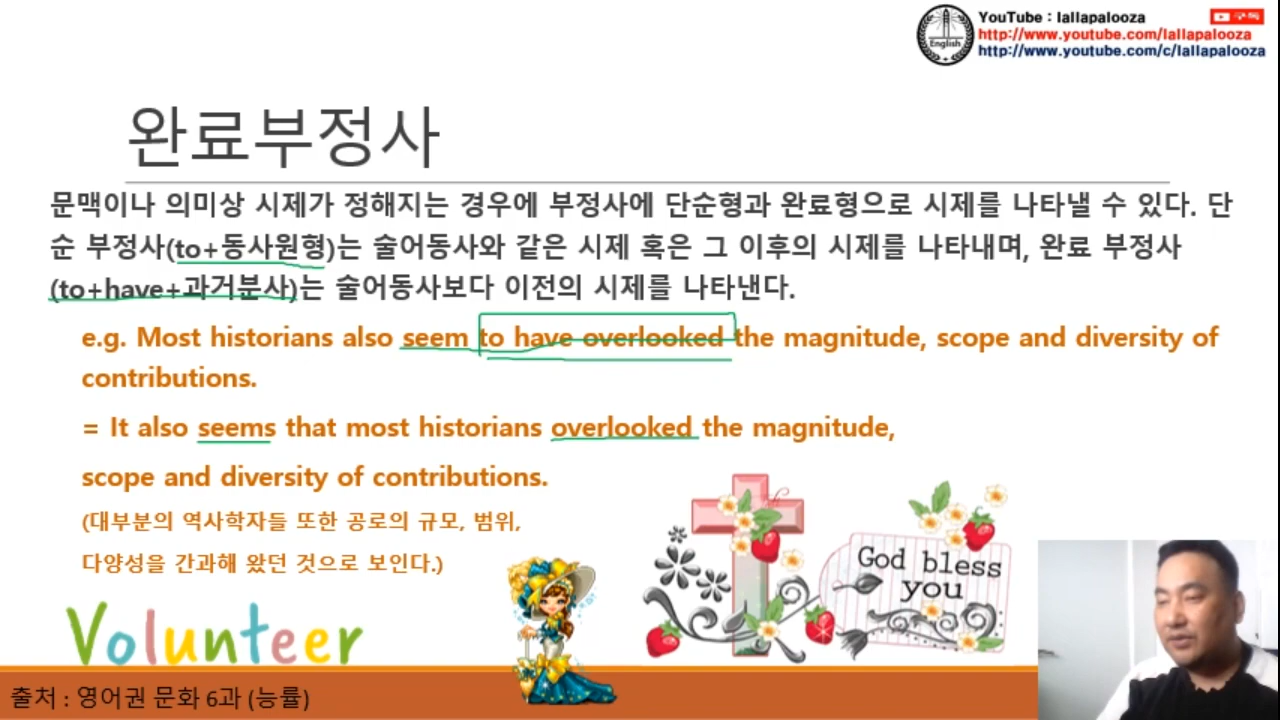 YouTube : lallapalooza
구독
http://www.youtube.com/lallapalooza
http://www.youtube.com/c/lallapalooza
English
완료부정사
문맥이나 의미상 시제가 정해지는 경우에 부정사에 단순형과 완료형으로 시제를 나타낼 수 있다. 단
순 부정사(to+동사원형)는 술어동사와 같은 시제 혹은 그 이후의 시제를 나타내며, 완료 부정사
(to+have+과거분사)는 술어동사보다 이전의 시제를 나타낸다.
e.g. Most historians also seem to have overlooked the magnitude, scope and diversity of
contributions.
= It also seems that most historians overlooked the magnitude,
scope and diversity of contributions.
(대부분의 역사학자들 또한 공로의 규모, 범위,
다양성을 간과해 왔던 것으로 보인다.)
God bless
you
Volunteer
출처 : 영어권 문화 6과 (능률)